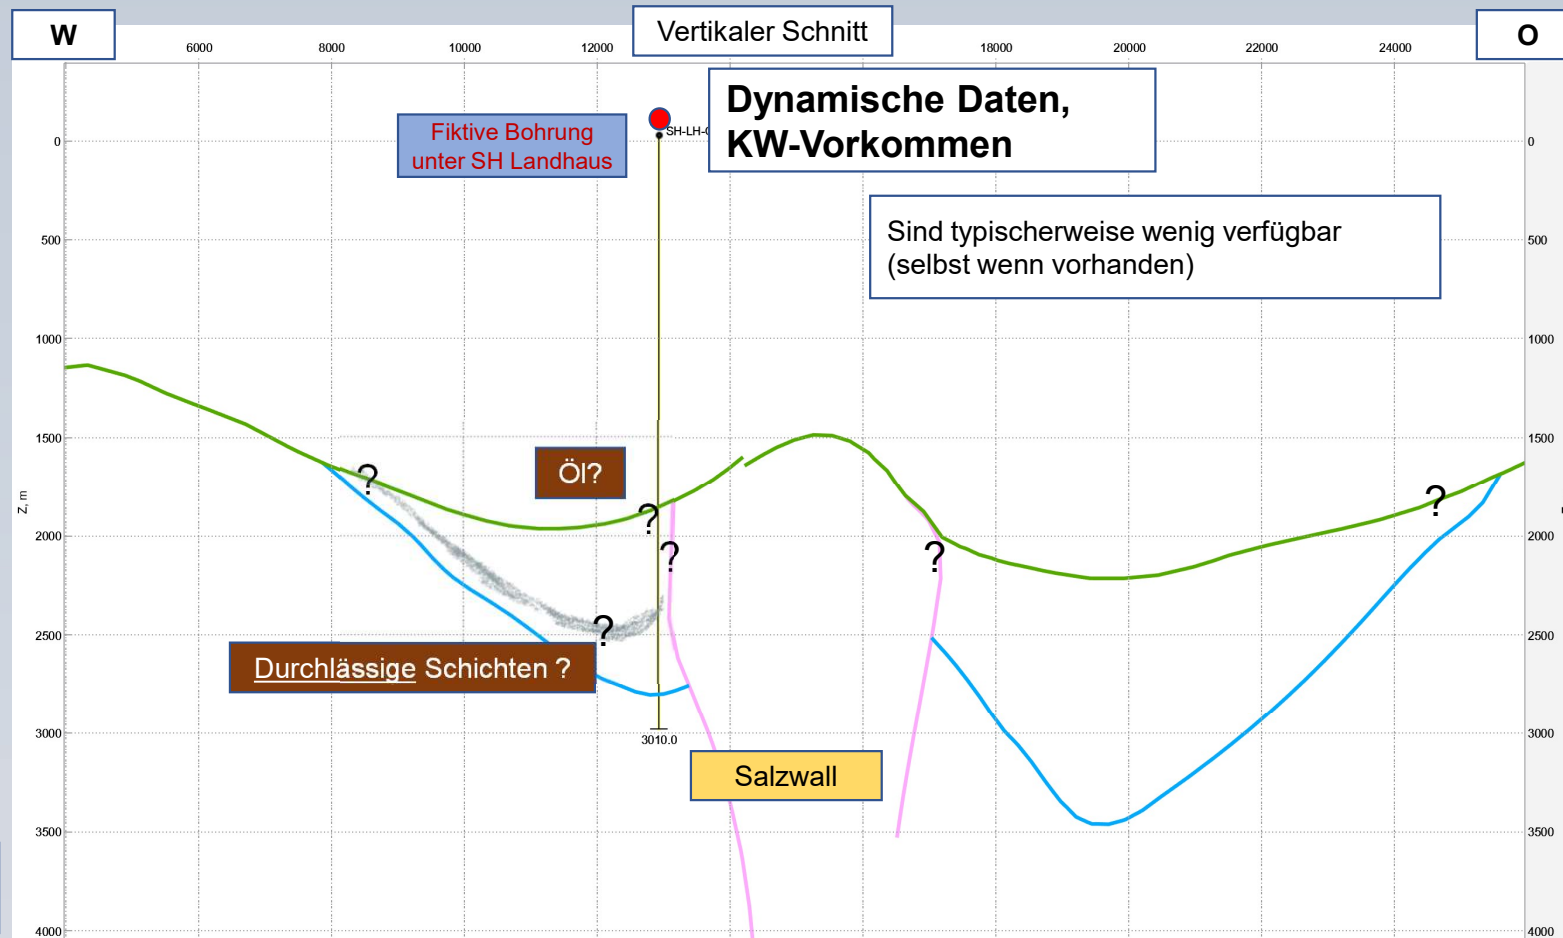 W
Vertikaler Schnitt
O
6000
8000
10000
12000
18000
20000
22000
24000
Dynamische Daten,
KW-Vorkommen
Fiktive Bohrung
unter SH Landhaus
SH-LH-
0
0
Sind typischerweise wenig verfügbar
(selbst wenn vorhanden)
500
500
1000
1000
1500
1500
Öl?
?
?
?
?
?
Z, m
2000
2000
?
2500
2500
Durchlässige Schichten ?
3000
3000
3010.0
Salzwall
3500
3500
4000
4000